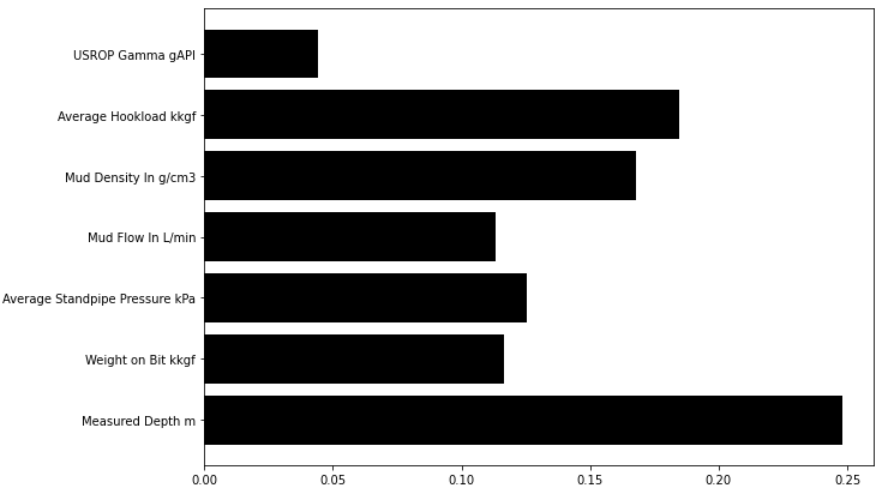 USROP Gamma gAPI
Average Hookload kkgf
Mud Density In g/cm3
Mud Flow In L/min
Average Standpipe Pressure kPa
Weight on Bit kkgf
Measured Depth m
0.00 0.05 0.10 0.15 0.20 0.25